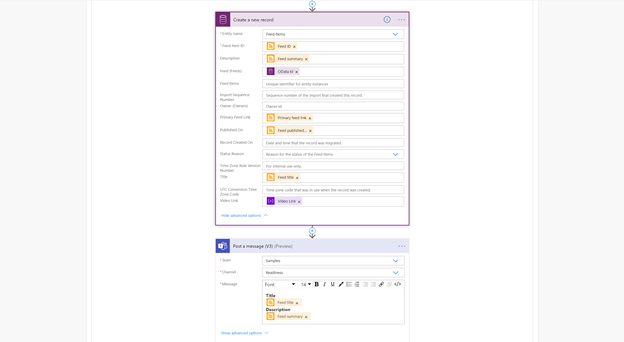 Create a new record
* Entity name
Feed Items
* Feed Item ID
Feed ID ×
Description
Feed summary ×
Feed (Feeds)
OData Id ×
Feed Items
Unique identifier for entity instances
Import Sequence Number
Sequence number of the import that created this record.
Owner (Owners)
Owner Id
Primary Feed Link
Primary feed link ×
Published On
Feed published... ×
Record Created On
Date and time that the record was migrated.
Status Reason
Reason for the status of the Feed Items
Time Zone Rule Version Number
For internal use only.
Title
Feed title ×
UTC Conversion Time Zone Code
Time zone code that was in use when the record was created.
Video Link
Video Link ×
Hide advanced options
Post a message (V3) (Preview)
* Team
Samples
* Channel
Readiness
* Message
Font
14
B I U
</>
Title
Feed title ×
Description
Feed summary ×
Show advanced options